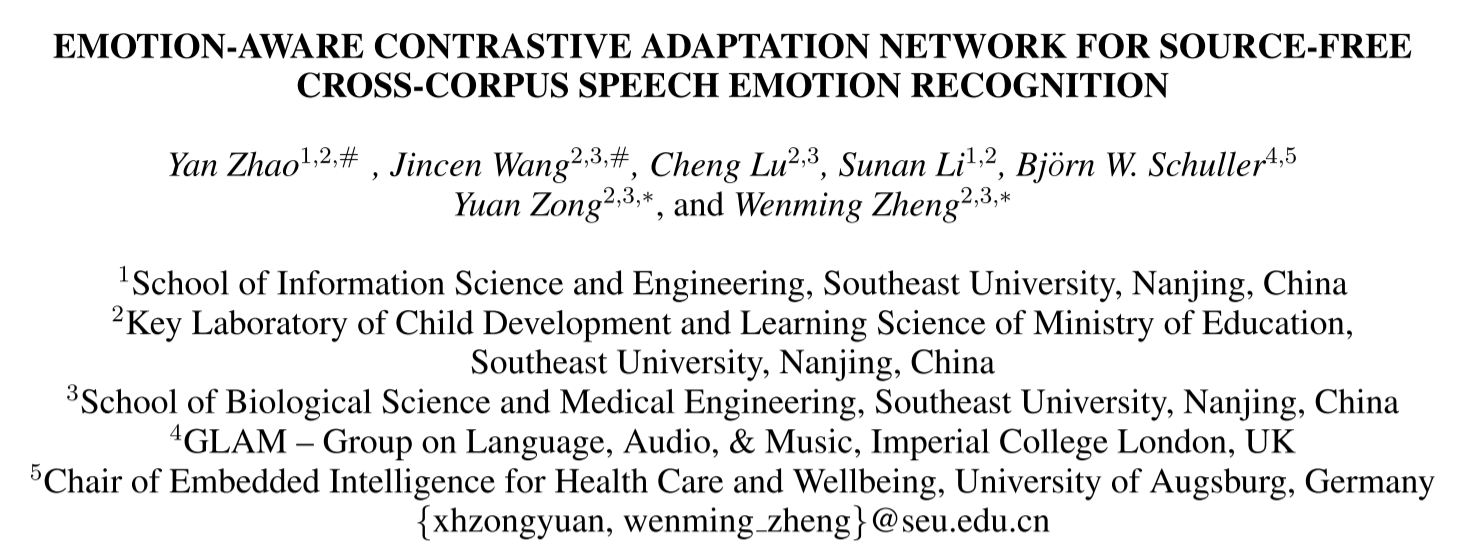 EMOTION-AWARE CONTRASTIVE ADAPTATION NETWORK FOR SOURCE-FREE
CROSS-CORPUS SPEECH EMOTION RECOGNITION
Yan Zhao1,2,# , Jincen Wang2,3,#, Cheng Lu2,3, Sunan Li1,2, Björn W. Schuller4,5
Yuan Zong2,3,*, and Wenming Zheng2,3,*
1School of Information Science and Engineering, Southeast University, Nanjing, China
2Key Laboratory of Child Development and Learning Science of Ministry of Education,
Southeast University, Nanjing, China
3School of Biological Science and Medical Engineering, Southeast University, Nanjing, China
4GLAM – Group on Language, Audio, & Music, Imperial College London, UK
5Chair of Embedded Intelligence for Health Care and Wellbeing, University of Augsburg, Germany
{xhzongyuan, wenming_zheng}@seu.edu.cn